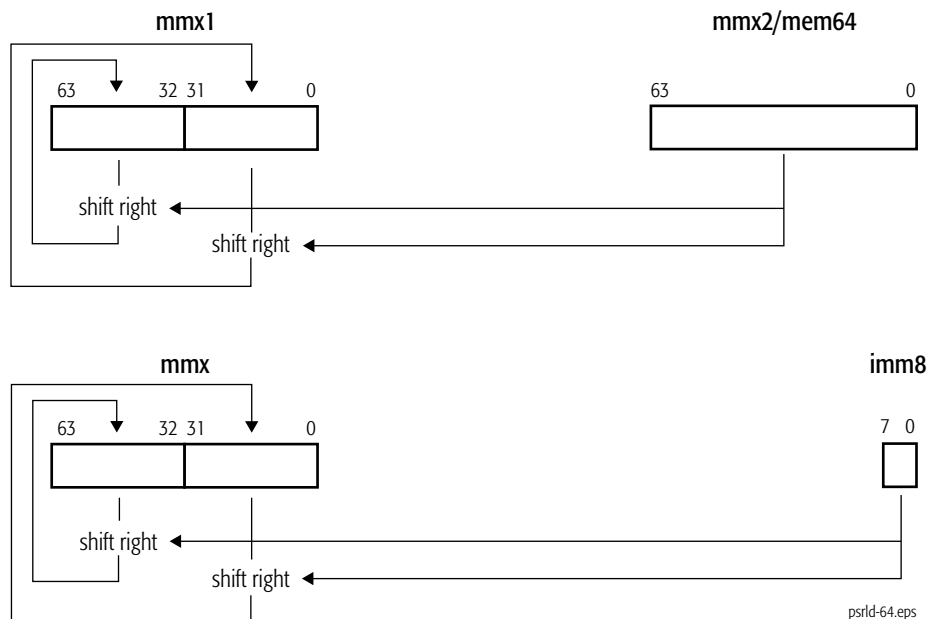 mmx1 mmx2/mem64
63 32 31 0 63 0
shift right
shift right
mmx imm8
63 32 31 0 7 0
shift right
shift right
psrld-64.eps